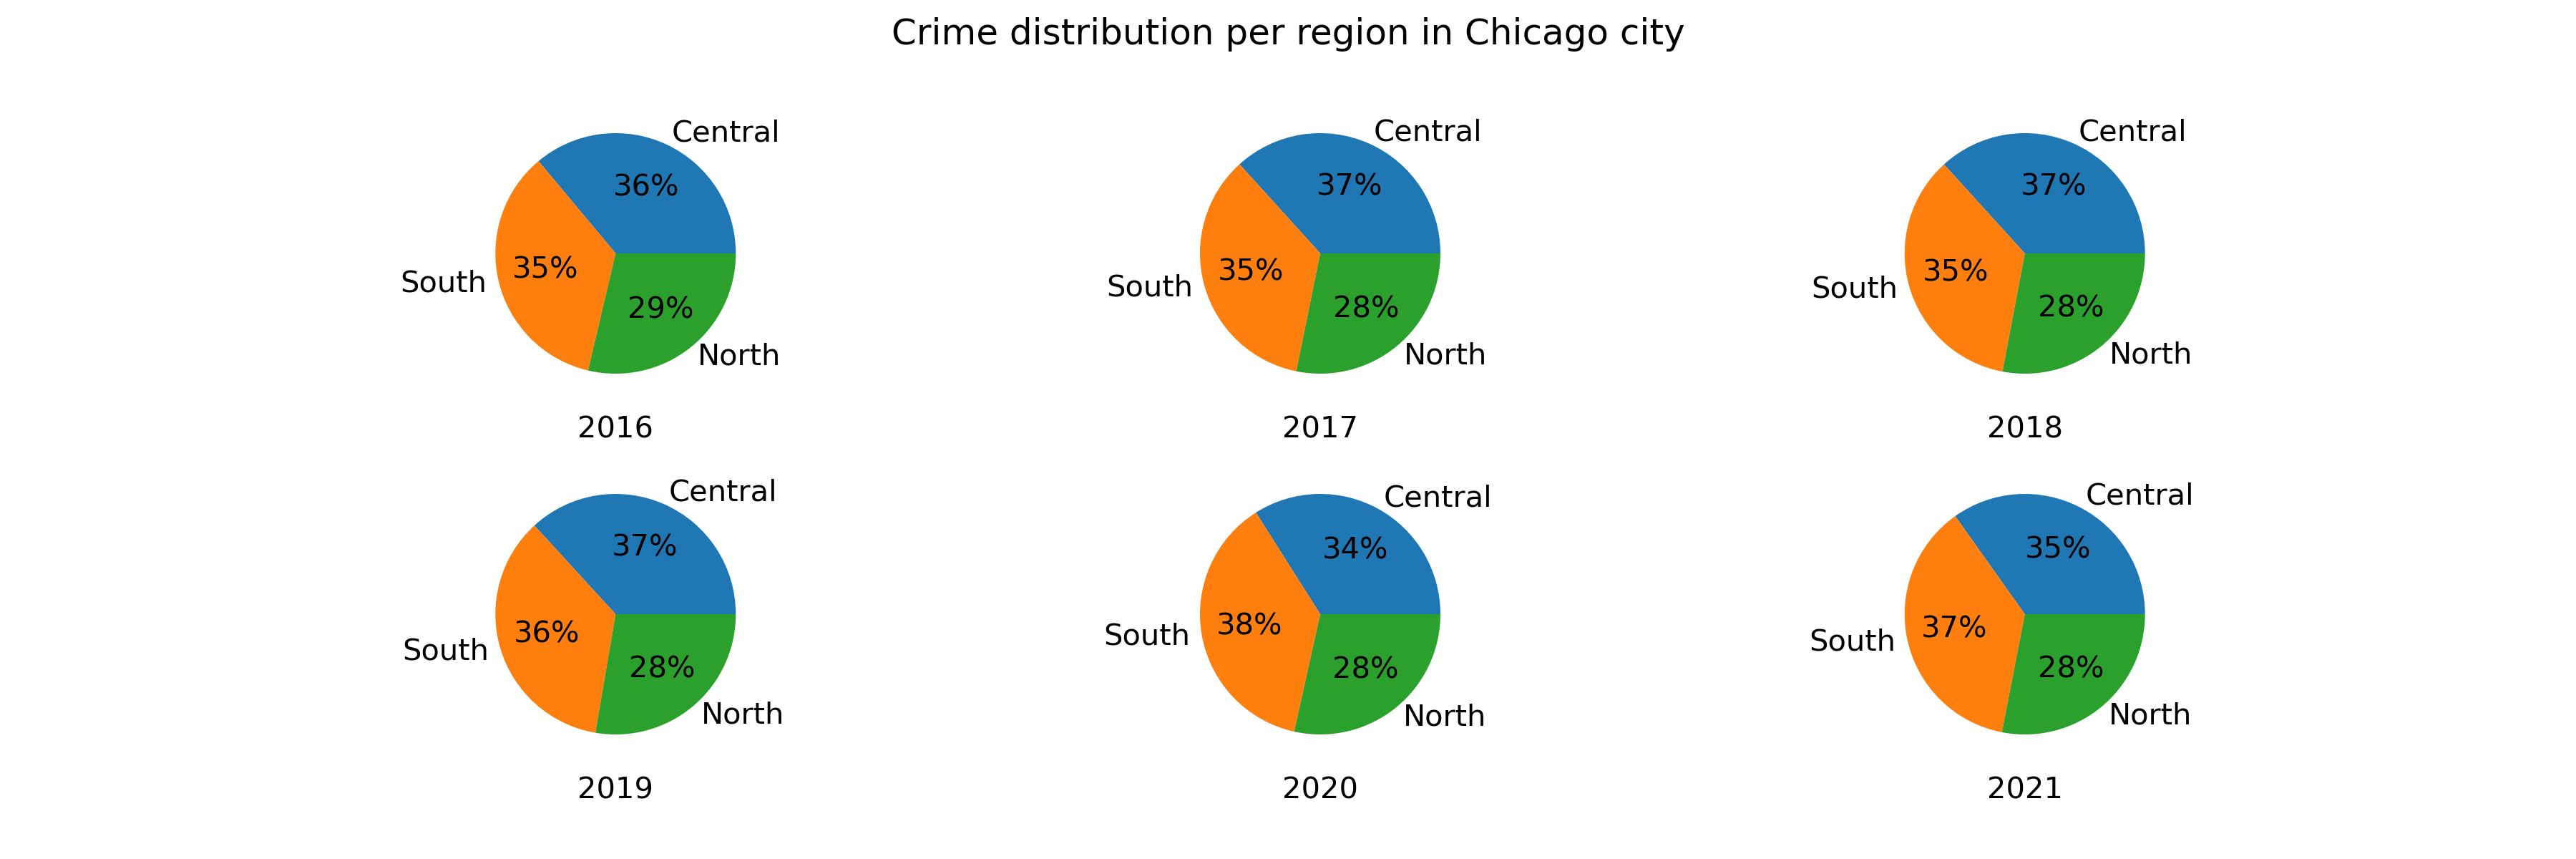 Crime distribution per region in Chicago city
Central
36%
South
35%
29%
North
2016
Central
37%
South
35%
28%
North
2017
Central
37%
South
35%
28%
North
2018
Central
37%
South
36%
28%
North
2019
Central
34%
South
38%
28%
North
2020
Central
35%
South
37%
28%
North
2021